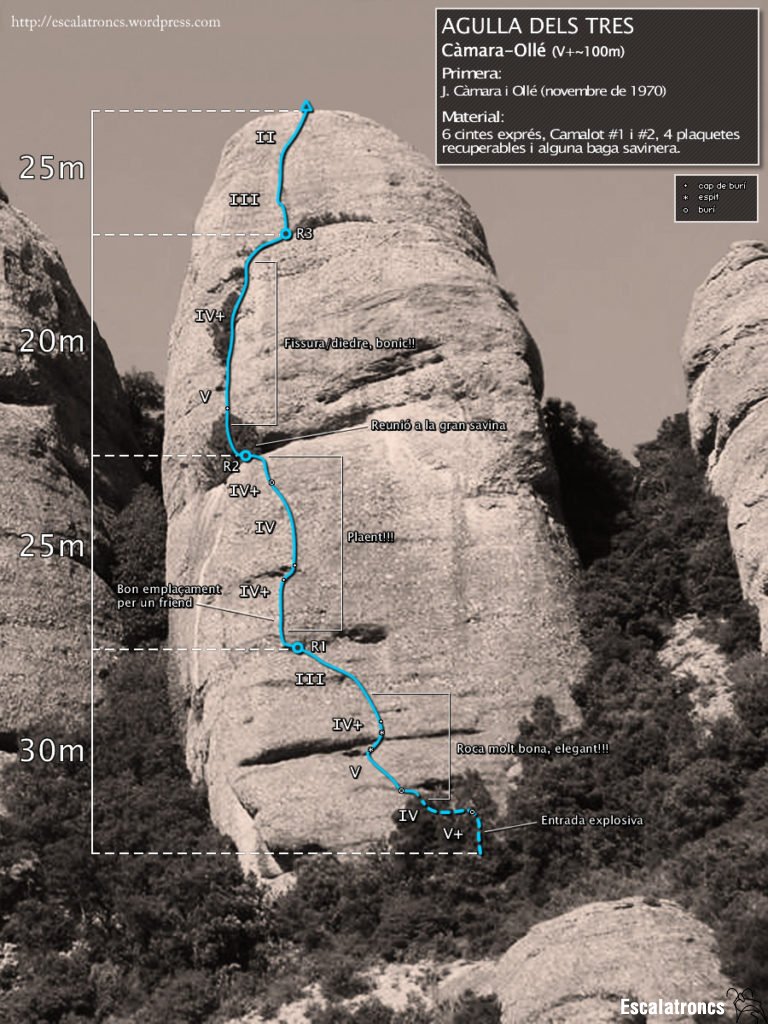 http://escalatroncs.wordpress.com
AGULLA DELS TRES
Càmara-Ollé (V+~100m)
Primera:
J. Càmara i Ollé (novembre de 1970)
Material:
6 cintes exprés, Camalot #1 i #2, 4 plaquetes
recuperables i alguna baga savinera.
cap de burí
espit
burí
25m
II
III
R3
20m
IV+
Fissura/diedre, bonic!!
V
Reunió a la gran savina
R2
IV+
25m
IV
Plaent!!!
Bon emplaçament
per un friend
IV+
R1
III
30m
IV+
Roca molt bona, elegant!!!
V
IV
V+
Entrada explosiva
Escalatroncs